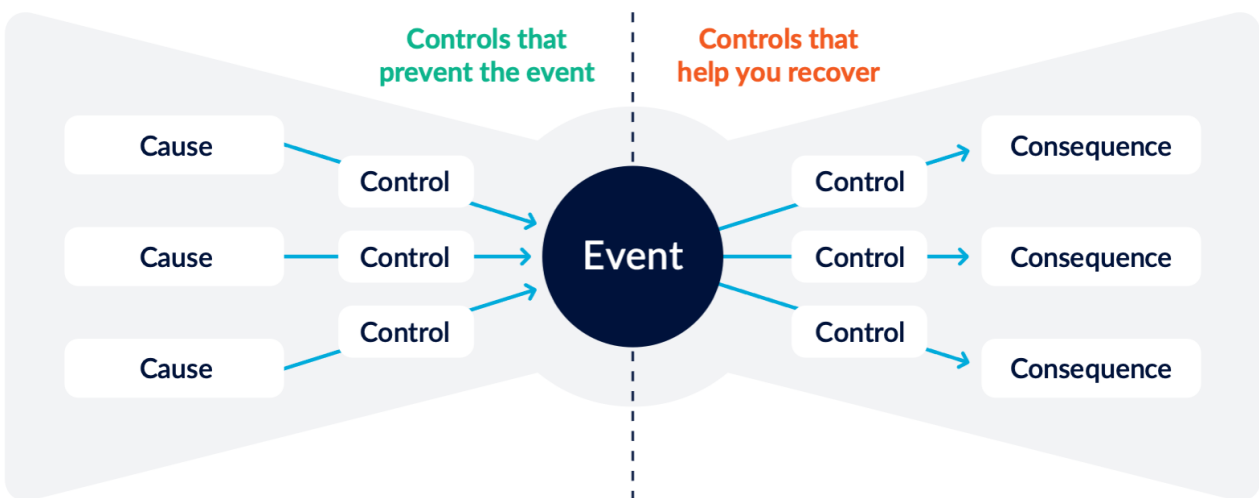 Controls that
prevent the event
Controls that
help you recover
Cause
Control
Cause
Control
Cause
Control
Event
Control
Consequence
Control
Consequence
Control
Consequence